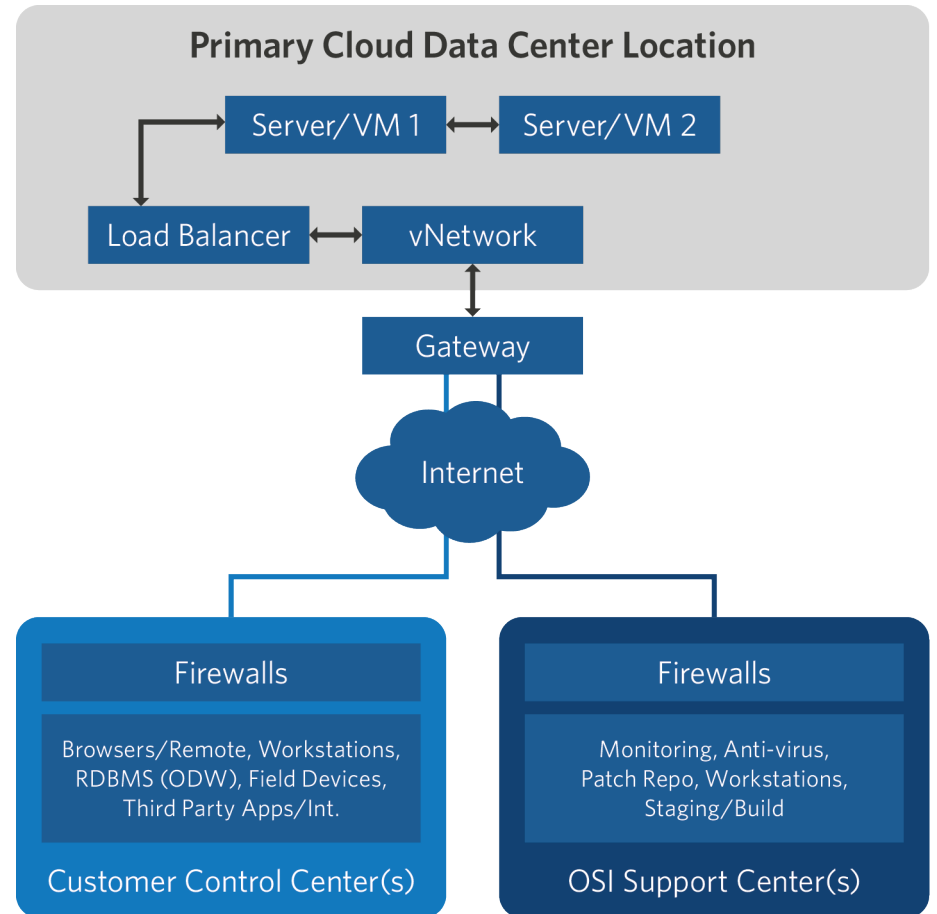 Primary Cloud Data Center Location
Server/VM 1
Server/VM 2
Load Balancer
vNetwork
Gateway
Internet
Firewalls
Browsers/Remote, Workstations,
RDBMS (ODW), Field Devices,
Third Party Apps/Int.
Customer Control Center(s)
Firewalls
Monitoring, Anti-virus,
Patch Repo, Workstations,
Staging/Build
OSI Support Center(s)